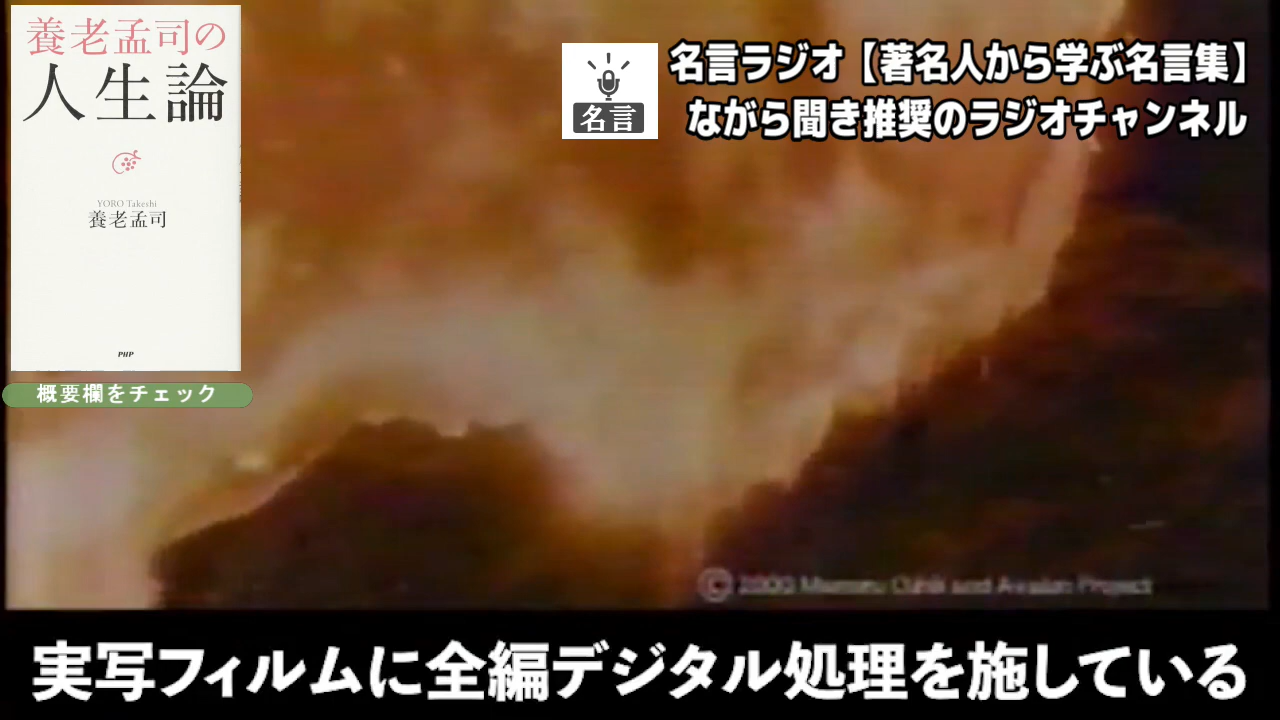 養老孟司の
人生論
YORO Takeshi
養老孟司
PHP
概要欄をチェック
名言
名言ラジオ【著名人から学ぶ名言集】
ながら聞き推奨のラジオチャンネル
and Avalon Project
実写フィルムに全編デジタル処理を施している